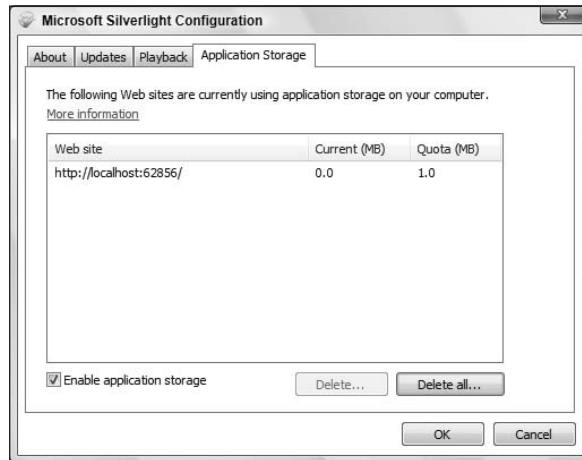 Microsoft Silverlight Configuration
About Updates Playback Application Storage
The following Web sites are currently using application storage on your computer.
More information
Web site Current (MB) Quota (MB)
http://localhost:62856/ 0.0 1.0
Enable application storage Delete... Delete all...
OK Cancel